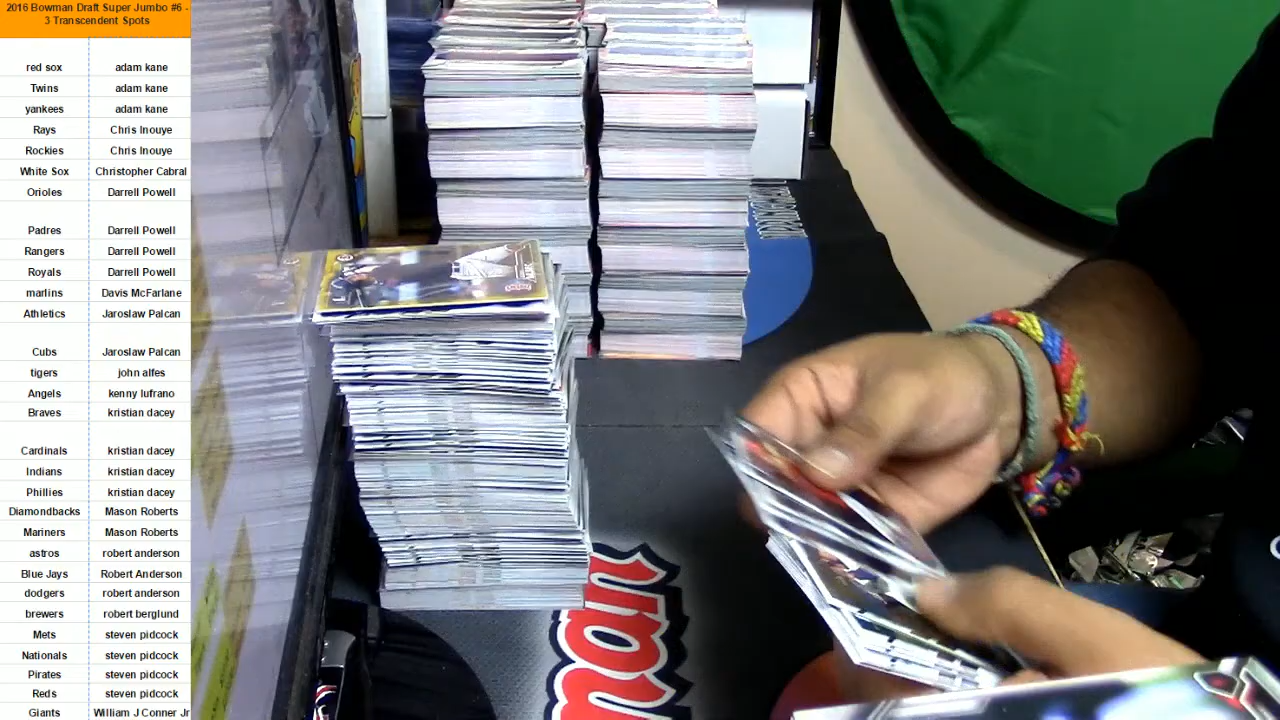 2016 Bowman Draft Super Jumbo #6 -
3 Transcendent Spots
adam kane
Twins adam kane
adam kane
Rays Chris Inouye
Rockies Chris Inouye
White Sox Christopher Cabral
Orioles Darrell Powell
Padres Darrell Powell
Rangers Darrell Powell
Royals Darrell Powell
marlins Davis McFarlane
Athletics Jaroslaw Palcan
Cubs Jaroslaw Palcan
tigers john alfes
Angels kenny lufrano
Braves kristian dacey
Cardinals kristian dacey
Indians kristian dacey
Phillies kristian dacey
Diamondbacks Mason Roberts
Mariners Mason Roberts
astros robert anderson
Blue Jays Robert Anderson
dodgers robert anderson
brewers robert berglund
Mets steven pidcock
Nationals steven pidcock
Pirates steven pidcock
Reds steven pidcock
Giants William J Conner Jr